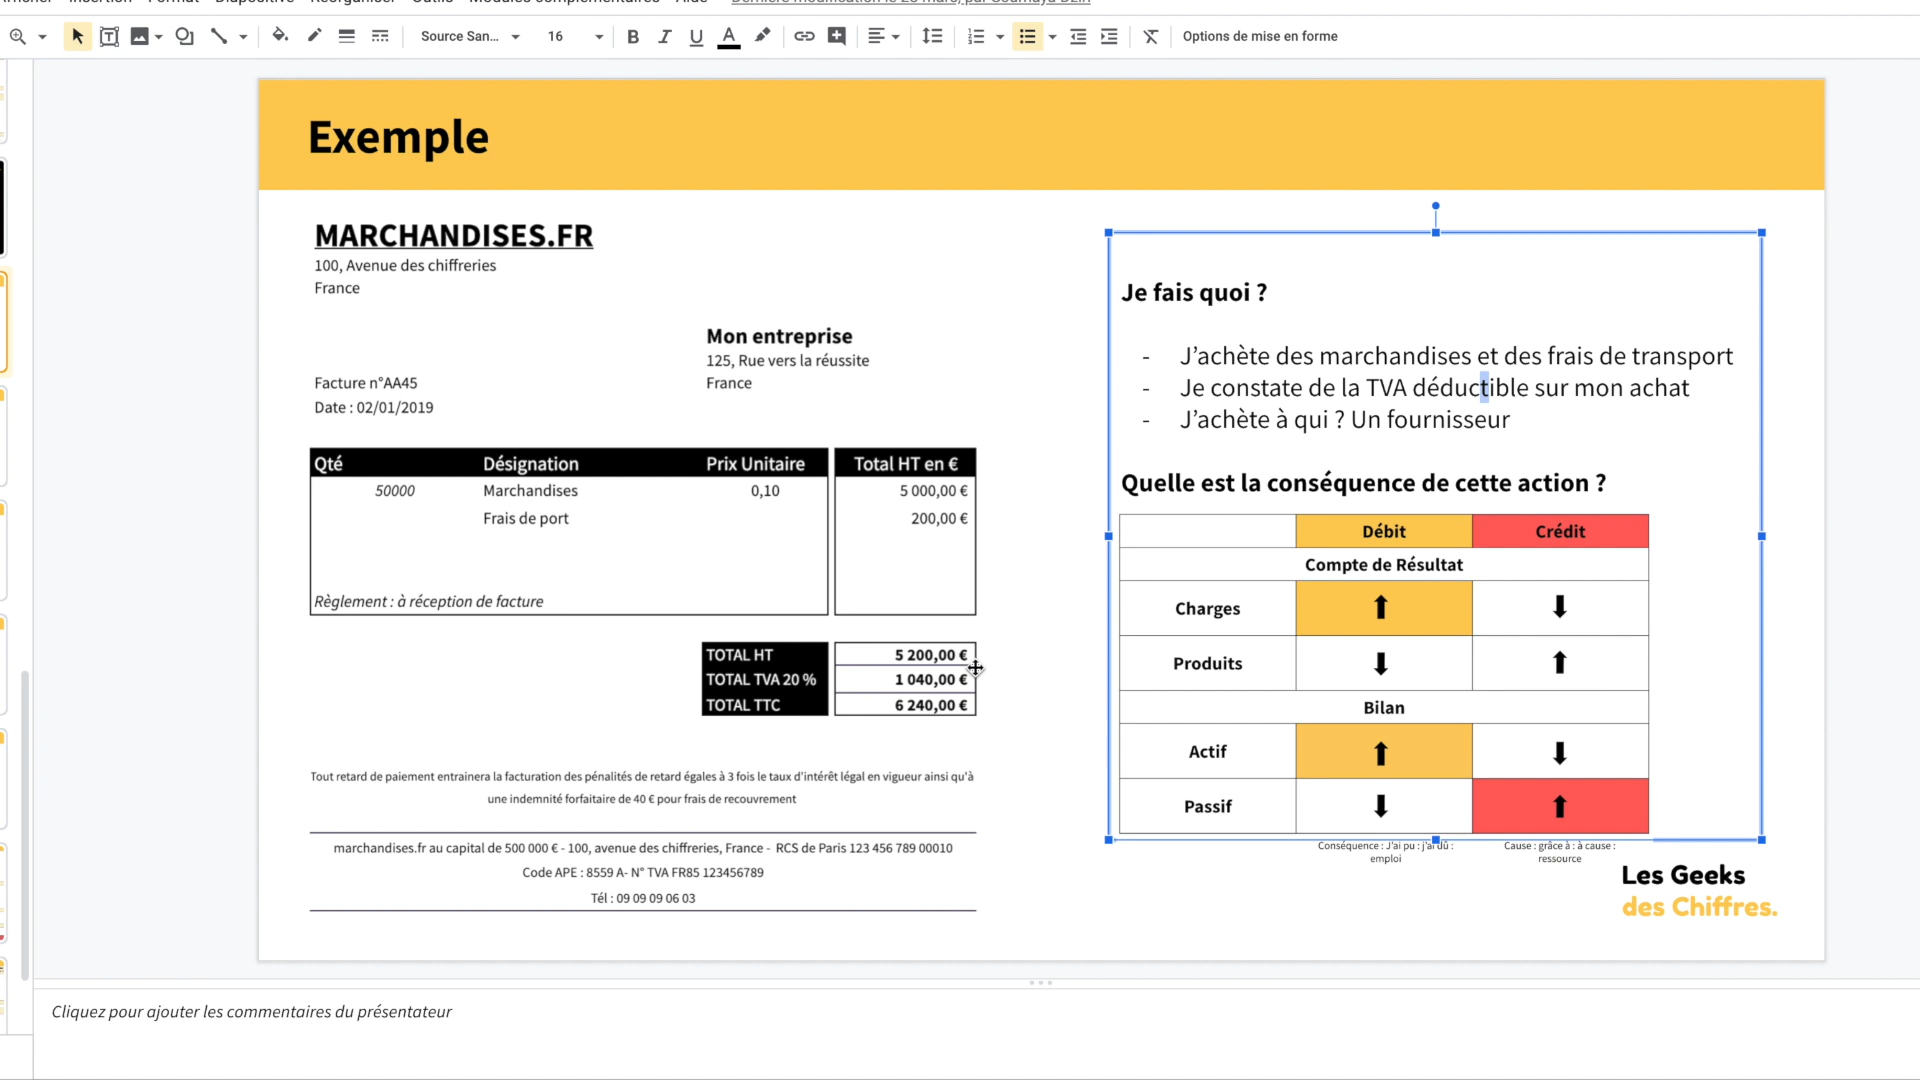 Source San...
16
Options de mise en forme
Exemple
MARCHANDISES.FR
100, Avenue des chiffreries
France
Mon entreprise
125, Rue vers la réussite
France
Facture n°AA45
Date : 02/01/2019
Qté Désignation Prix Unitaire Total HT en €
50000 Marchandises 0,10 5 000,00 €
Frais de port 200,00 €
Règlement : à réception de facture
TOTAL HT 5 200,00 €
TOTAL TVA 20 % 1 040,00 €
TOTAL TTC 6 240,00 €
Tout retard de paiement entrainera la facturation des pénalités de retard égales à 3 fois le taux d'intérêt légal en vigueur ainsi qu'à
une indemnité forfaitaire de 40 € pour frais de recouvrement
marchandises.fr au capital de 500 000 € - 100, avenue des chiffreries, France - RCS de Paris 123 456 789 00010
Code APE : 8559 A- N° TVA FR85 123456789
Tél : 09 09 09 06 03
Je fais quoi ?
- J'achète des marchandises et des frais de transport
- Je constate de la TVA déductible sur mon achat
- J'achète à qui ? Un fournisseur
Quelle est la conséquence de cette action ?
Débit Crédit
Compte de Résultat
Charges ⬆ ⬇
Produits ⬇ ⬆
Bilan
Actif ⬆ ⬇
Passif ⬇ ⬆
Conséquence : J'ai pu : j'ai dû :
emploi
Cause : grâce à : à cause :
ressource
Les Geeks
des Chiffres.
Cliquez pour ajouter les commentaires du présentateur